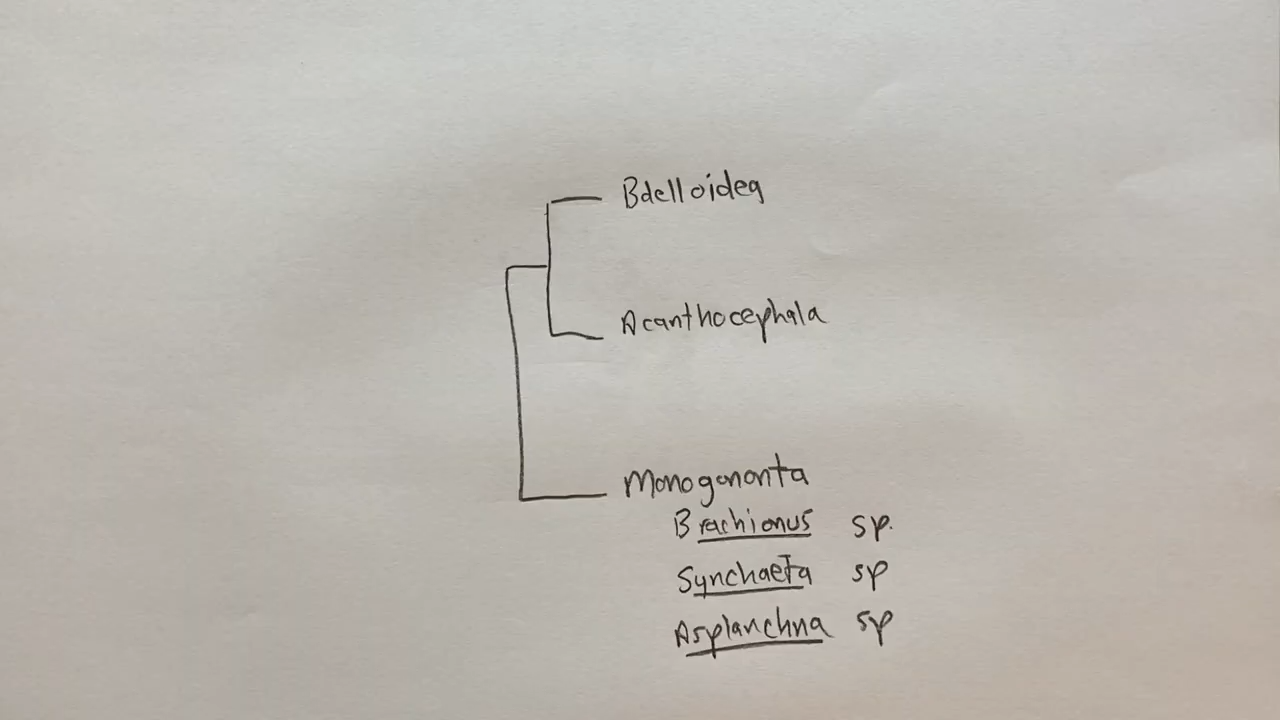 Bdelloidea
Acanthocephala
Monogononta
Brachionus sp.
Synchaeta sp
Asplanchna sp